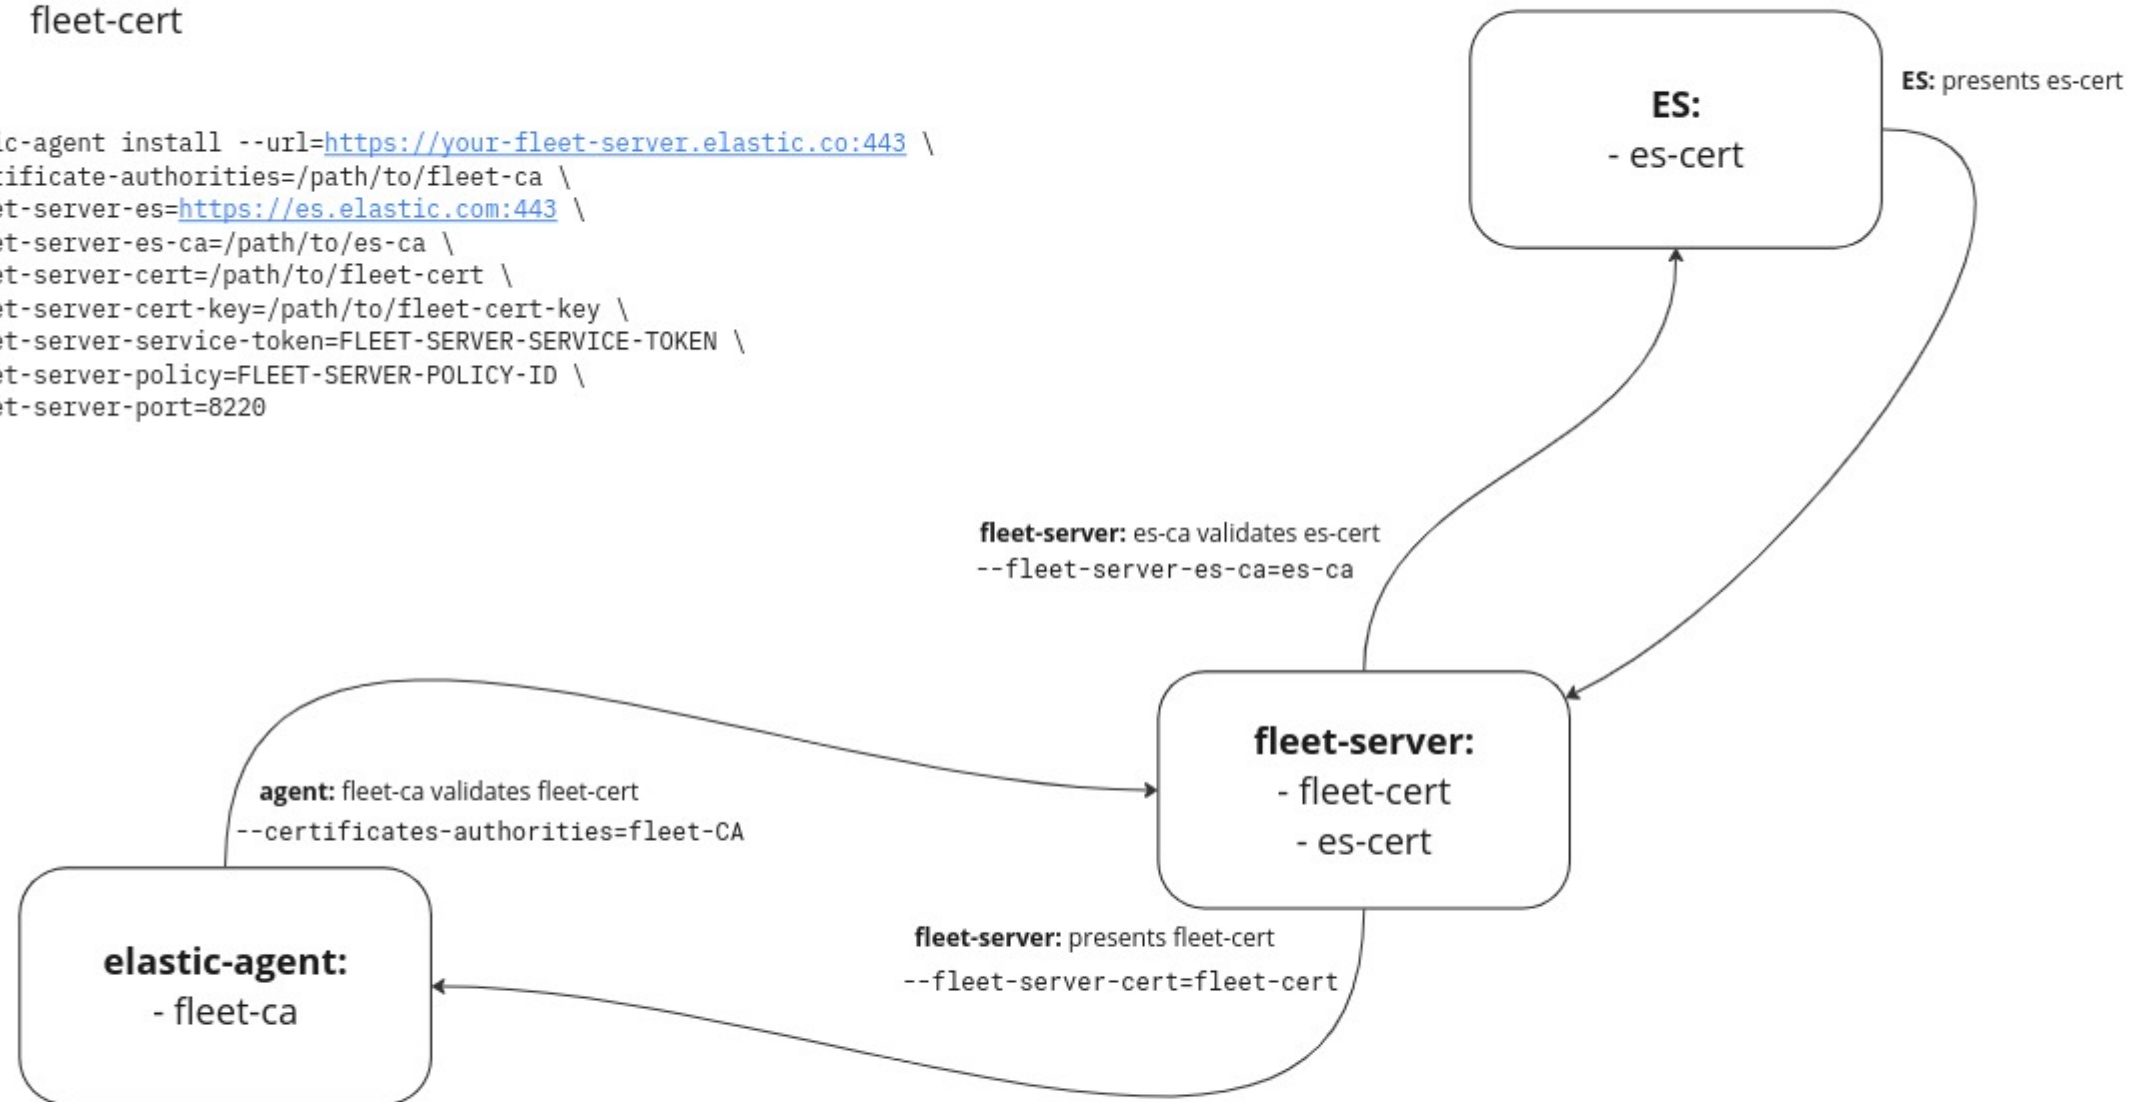 fleet-cert
ic-agent install --url=https://your-fleet-server.elastic.co:443 \
tificate-authorities=/path/to/fleet-ca \
et-server-es=https://es.elastic.com:443 \
et-server-es-ca=/path/to/es-ca \
et-server-cert=/path/to/fleet-cert \
et-server-cert-key=/path/to/fleet-cert-key \
et-server-service-token=FLEET-SERVER-SERVICE-TOKEN \
et-server-policy=FLEET-SERVER-POLICY-ID \
et-server-port=8220
ES:
- es-cert
ES: presents es-cert
fleet-server: es-ca validates es-cert
--fleet-server-es-ca=es-ca
fleet-server:
- fleet-cert
- es-cert
agent: fleet-ca validates fleet-cert
--certificates-authorities=fleet-CA
fleet-server: presents fleet-cert
--fleet-server-cert=fleet-cert
elastic-agent:
- fleet-ca